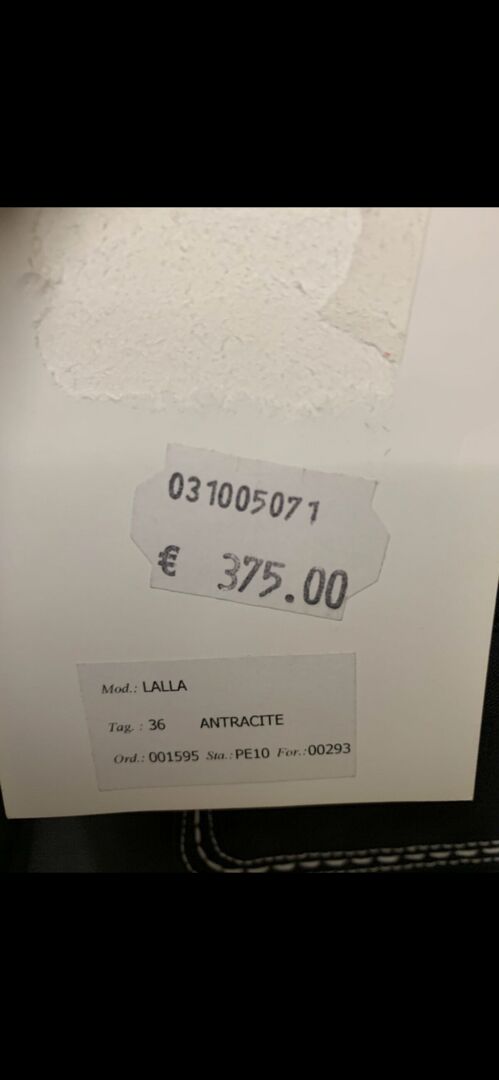 031005071
€ 375.00
Mod.: LALLA
Tag. : 36 ANTRACITE
Ord.: 001595 Sta.: PE10 For.: 00293